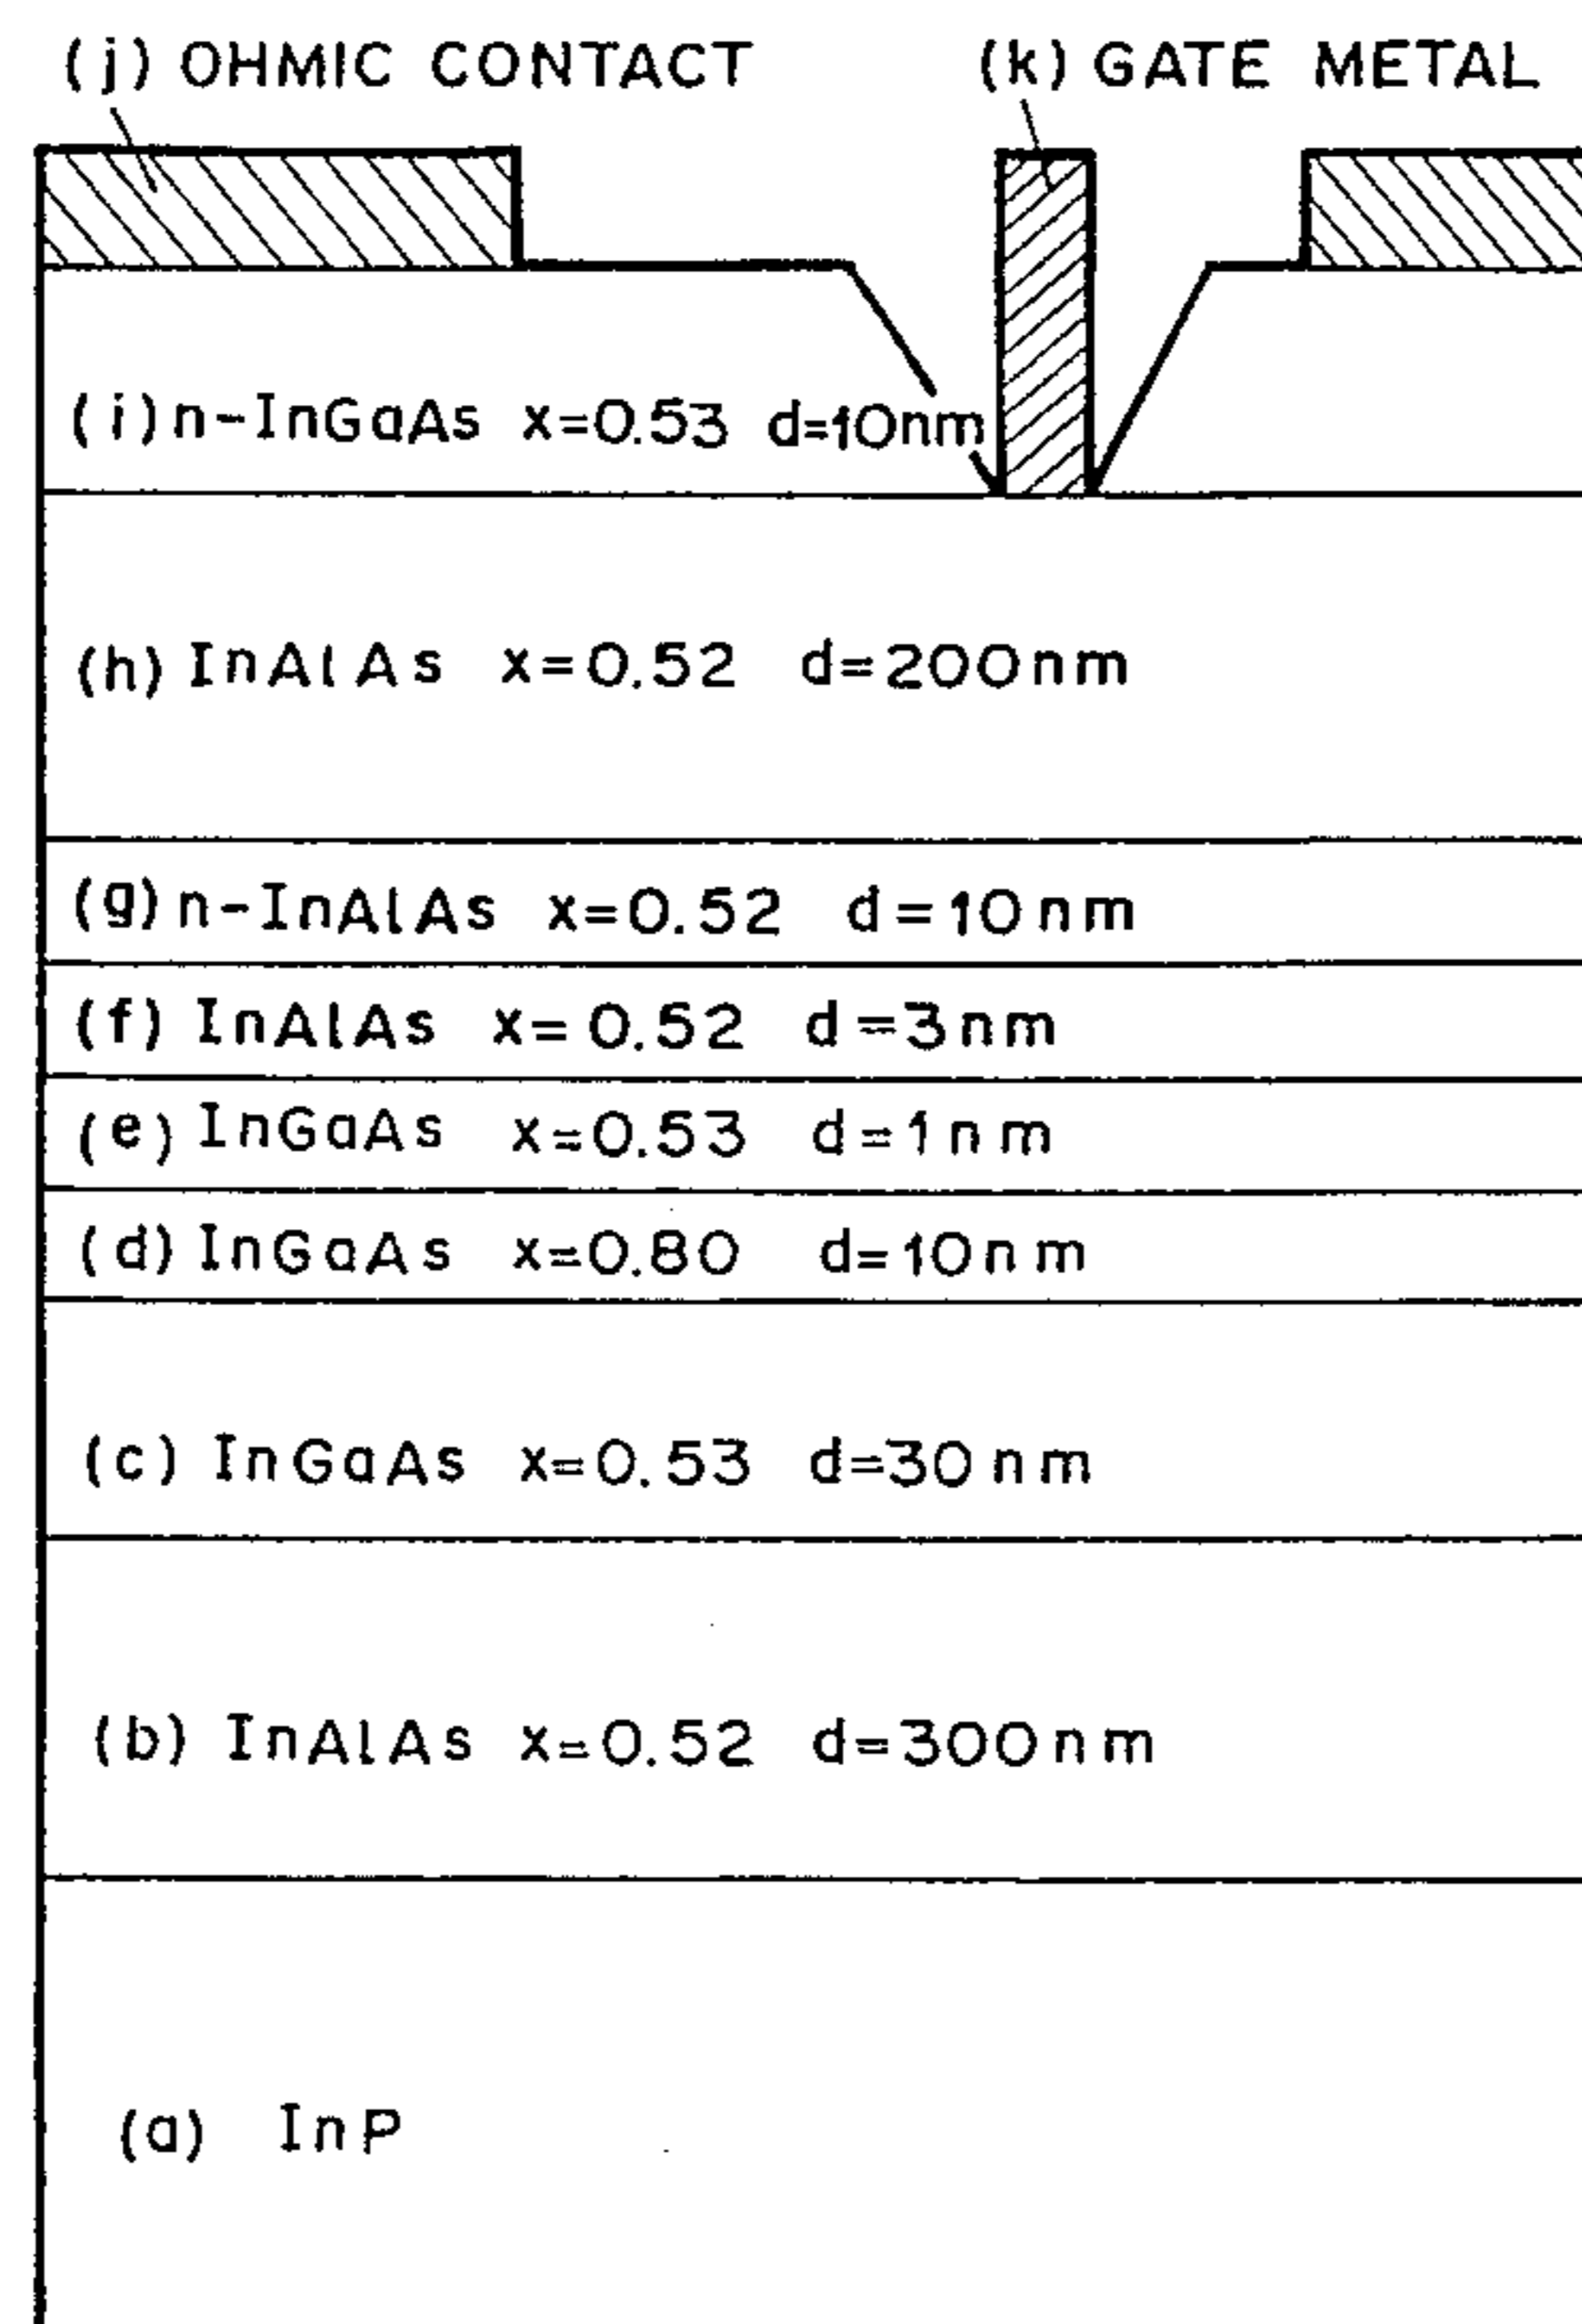 (j) OHMIC CONTACT (k) GATE METAL
(i) n-InGaAs x=0.53 d=10nm
(h) InAlAs x=0.52 d=200nm
(g) n-InAlAs x=0.52 d=10nm
(f) InAlAs x=0.52 d=3nm
(e) InGaAs x=0.53 d=1nm
(d) InGaAs x=0.80 d=10nm
(c) InGaAs x=0.53 d=30nm
(b) InAlAs x=0.52 d=300nm
(a) InP